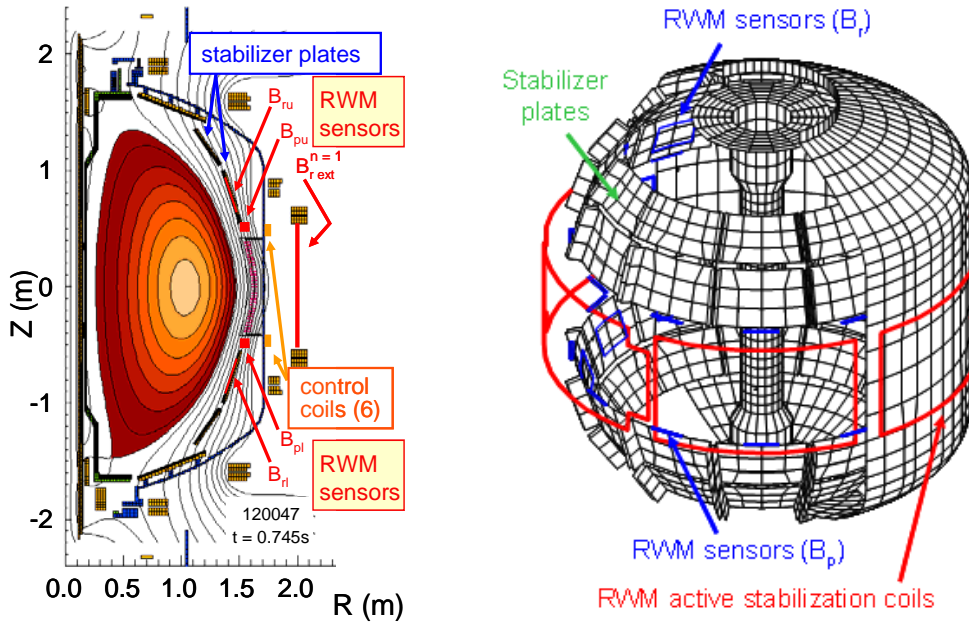 2
1
0
-1
-2
Z (m)
0.0
0.5
1.0
1.5
2.0
R (m)
stabilizer plates
B_ru
RWM
sensors
B_pu
B_r ext^n = 1
control
coils (6)
B_pl
B_rl
RWM
sensors
120047
t = 0.745s
RWM sensors (B_r)
Stabilizer
plates
RWM sensors (B_p)
RWM active stabilization coils